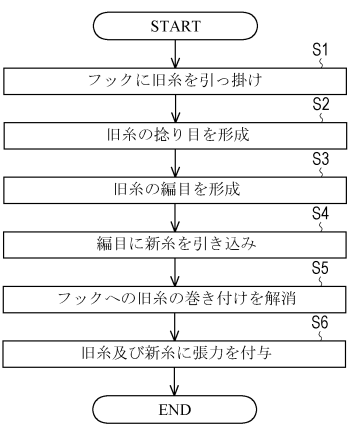 START
S1
フックに旧糸を引っ掛け
S2
旧糸の捻り目を形成
S3
旧糸の編目を形成
S4
編目に新糸を引き込み
S5
フックへの旧糸の巻き付けを解消
S6
旧糸及び新糸に張力を付与
END